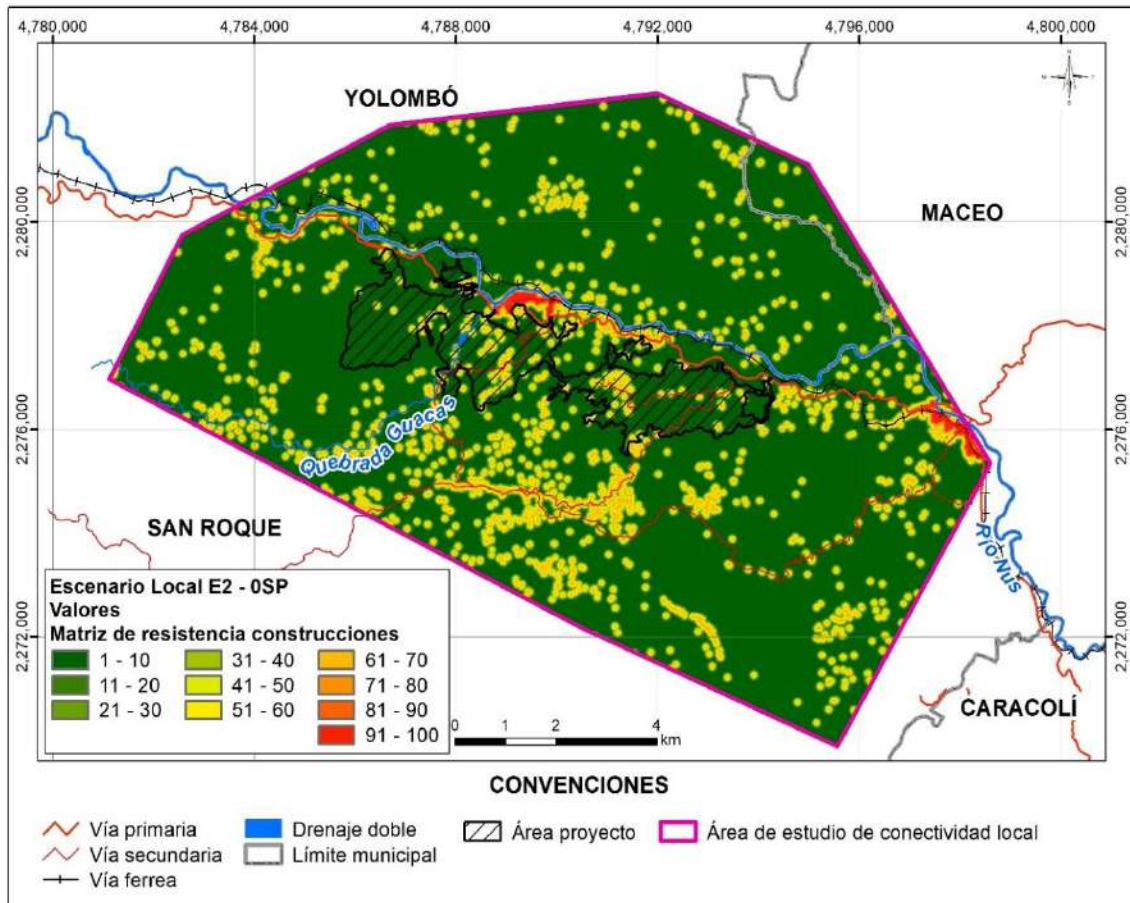 4,780,000 4,784,000 4,788,000 4,792,000 4,796,000 4,800,000
YOLOMBÓ
MACEO
2,280,000 2,280,000
2,276,000 2,276,000
Quebrada Guacas
SAN ROQUE
Río Nus
2,272,000 2,272,000
CARACOLÍ
Escenario Local E2 - 0SP
Valores
Matriz de resistencia construcciones
1 - 10 31 - 40 61 - 70
11 - 20 41 - 50 71 - 80
21 - 30 51 - 60 81 - 90
91 - 100
0 1 2 4
km
CONVENCIONES
Vía primaria Drenaje doble Área proyecto Área de estudio de conectividad local
Vía secundaria Límite municipal
Vía ferrea